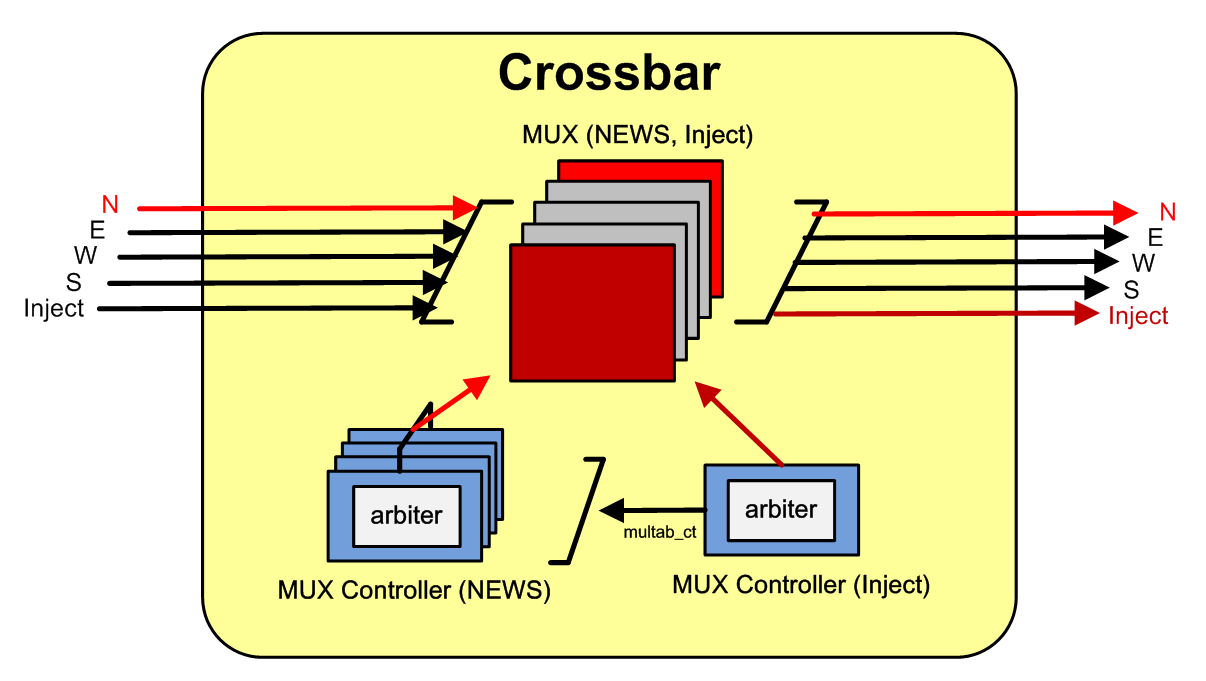 Crossbar
MUX (NEWS, Inject)
N
E
W
S
Inject
N
E
W
S
Inject
arbiter
multab_ct
arbiter
MUX Controller (NEWS)
MUX Controller (Inject)